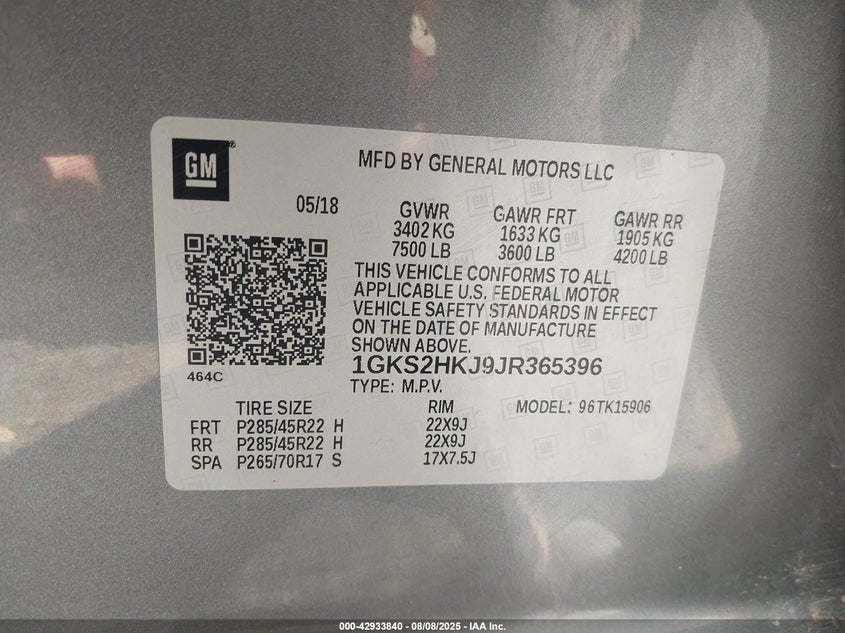 GM
MFD BY GENERAL MOTORS LLC
05/18
GVWR
3402 KG
7500 LB
GAWR FRT
1633 KG
3600 LB
GAWR RR
1905 KG
4200 LB
THIS VEHICLE CONFORMS TO ALL
APPLICABLE U.S. FEDERAL MOTOR
VEHICLE SAFETY STANDARDS IN EFFECT
ON THE DATE OF MANUFACTURE
SHOWN ABOVE.
464C
1GKS2HKJ9JR365396
TYPE: M.P.V.
TIRE SIZE RIM MODEL: 96TK15906
FRT P285/45R22 H 22X9J
RR P285/45R22 H 22X9J
SPA P265/70R17 S 17X7.5J
000-42933840 - 08/08/2025 - IAA Inc.